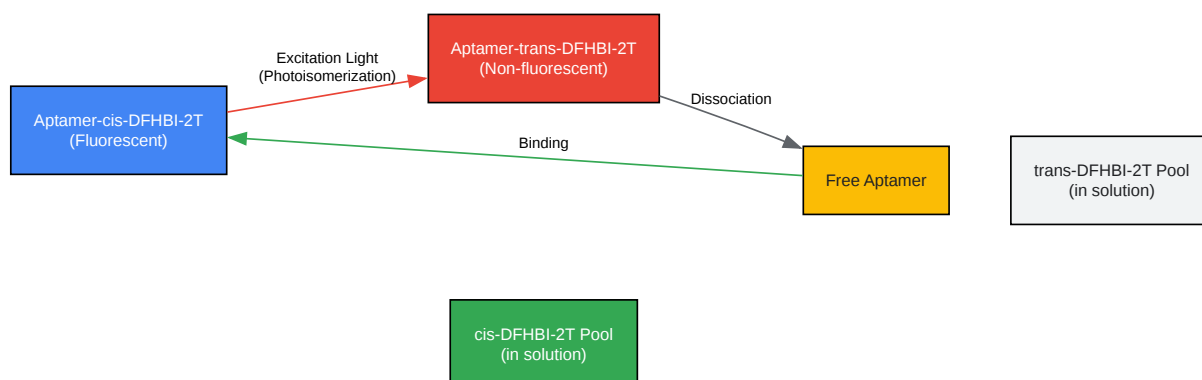 Excitation Light
(Photoisomerization)
Aptamer-trans-DFHBI-2T
(Non-fluorescent)
Aptamer-cis-DFHBI-2T
(Fluorescent)
Dissociation
Binding
Free Aptamer
trans-DFHBI-2T Pool
(in solution)
cis-DFHBI-2T Pool
(in solution)